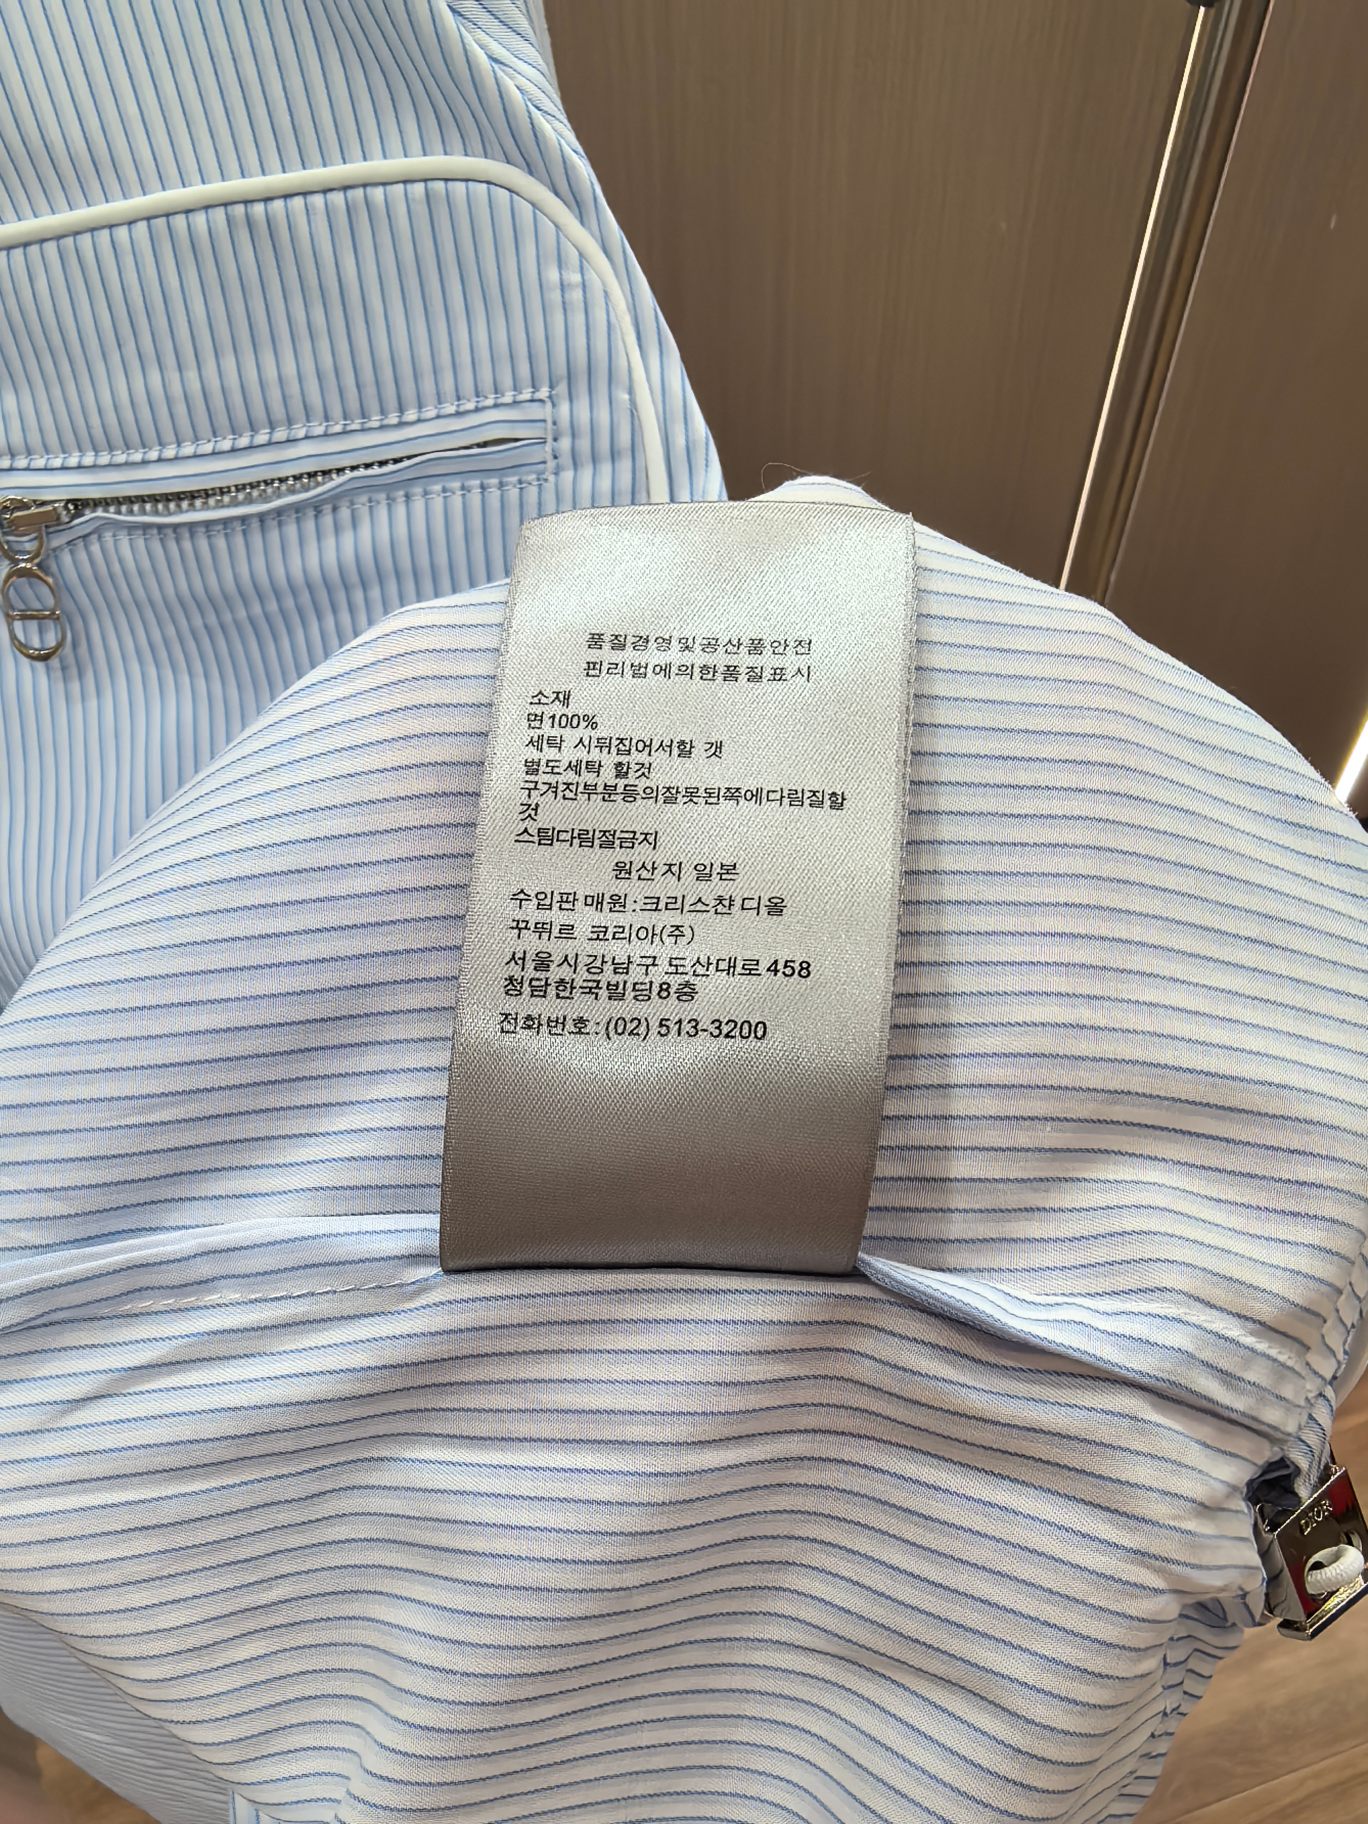 품질경영및공산품안전
핀리법에의한품질표시
소재
면100%
세탁 시뒤집어서할 갯
별도세탁 할것
구겨진부분등의잘못된쪽에다림질할
것
스팀다림절금지
원산지 일본
수입판매원:크리스챤디올
꾸뛰르 코리아(주)
서울시강남구도산대로458
청담한국빌딩8층
전화번호:(02) 513-3200
DIOR